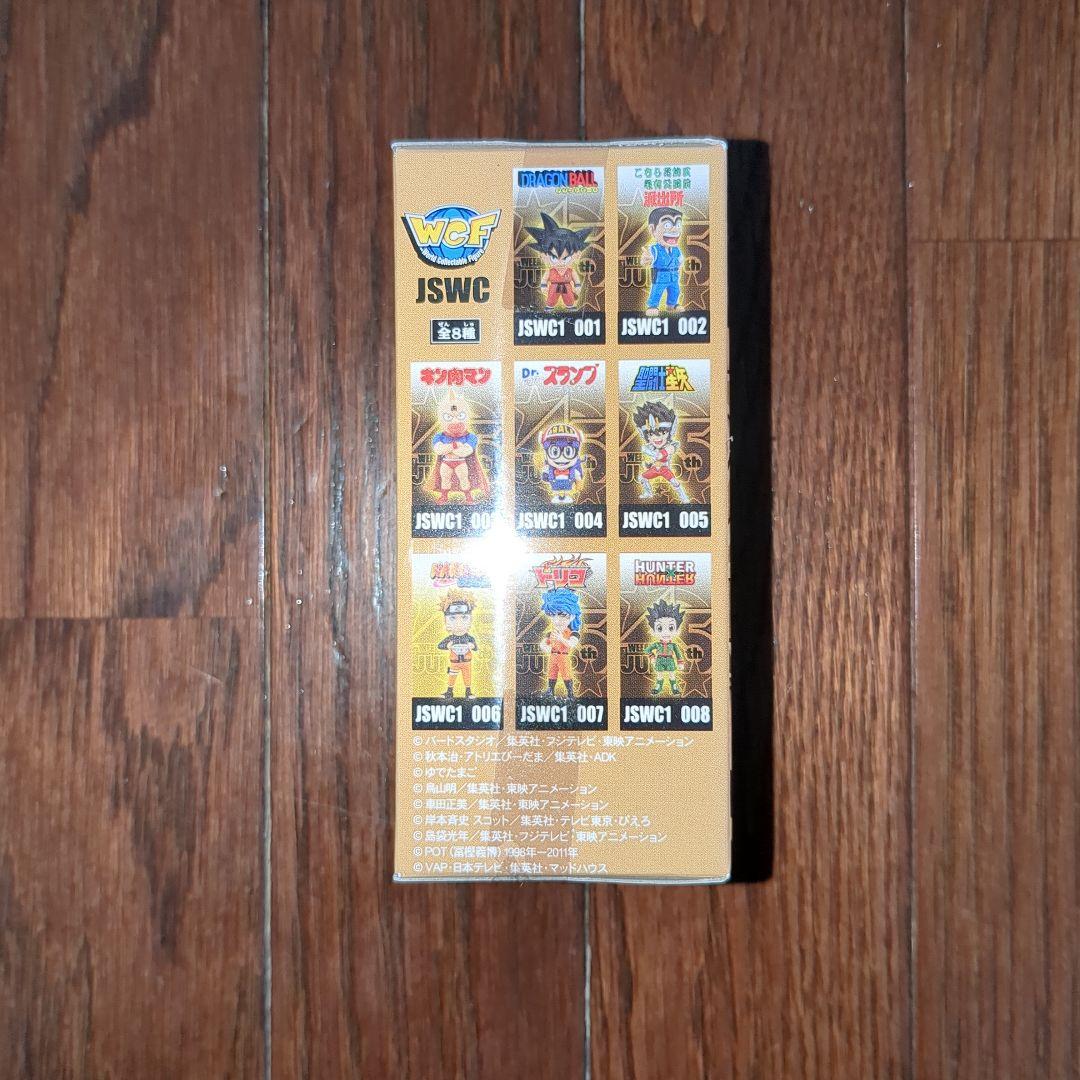 WCF
World Collectable Figure
JSWC
ぜん しゅ
全8種
DRAGON BALL
JSWC1 001
こちら葛飾区
亀有公園前
派出所
JSWC1 002
キン肉マン
JSWC1
Dr.スランプ
JSWC1 004
聖闘士星矢
JSWC1 005
JSWC1 006
トリコ
JSWC1 007
HUNTER
HUNTER
JSWC1 008
© バードスタジオ／集英社・フジテレビ・東映アニメーション
© 秋本治・アトリエびーだま／集英社・ADK
© ゆでたまご
© 鳥山明／集英社・東映アニメーション
© 車田正美／集英社・東映アニメーション
© 岸本斉史 スコット／集英社・テレビ東京・ぴえろ
© 島袋光年／集英社・フジテレビ・東映アニメーション
© POT（冨樫義博）1998年ー2011年
© VAP・日本テレビ・集英社・マッドハウス